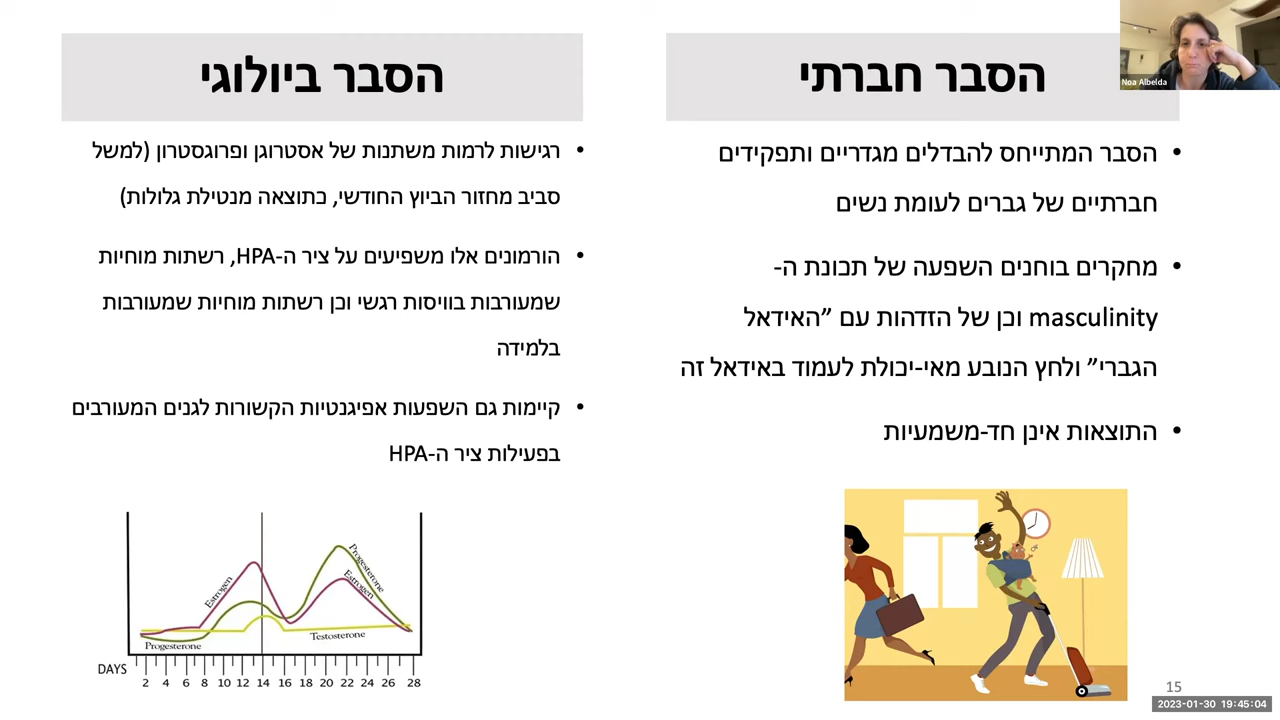 הסבר חברתי
• הסבר המתייחס להבדלים מגדריים ותפקידים
חברתיים של גברים לעומת נשים
• מחקרים בוחנים השפעה של תכונת ה-
masculinity וכן של הזדהות עם ”האידאל
הגברי” ולחץ הנובע מאי-יכולת לעמוד באידאל זה
• התוצאות אינן חד-משמעיות
הסבר ביולוגי
• רגישות לרמות משתנות של אסטרוגן ופרוגסטרון (למשל
סביב מחזור הביוץ החודשי, כתוצאה מנטילת גלולות)
• הורמונים אלו משפיעים על ציר ה-HPA, רשתות מוחיות
שמעורבות בוויסות רגשי וכן רשתות מוחיות שמעורבות
בלמידה
• קיימות גם השפעות אפיגנטיות הקשורות לגנים המעורבים
בפעילות ציר ה-HPA
Estrogen
Progesterone
Estrogen
Testosterone
Progesterone
DAYS
2 4 6 8 10 12 14 16 18 20 22 24 26 28
Noa Albelda
15
2023-01-30 19:45:04